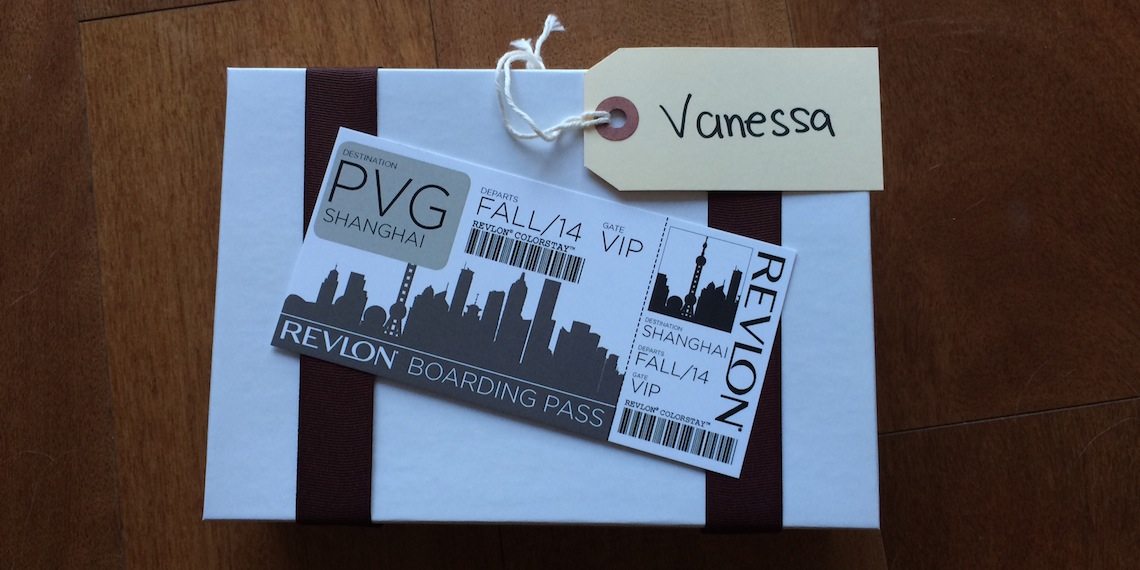 Vanessa
DESTINATION
PVG
SHANGHAI
DEPARTS
FALL/14
REVLON® COLORSTAY™
GATE
VIP
REVLON® BOARDING PASS
REVLON®
DESTINATION
SHANGHAI
DEPARTS
FALL/14
GATE
VIP
REVLON® COLORSTAY™